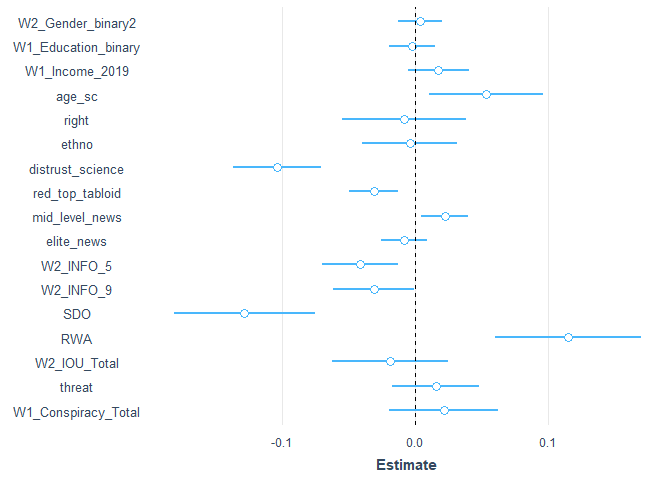 W2_Gender_binary2
W1_Education_binary
W1_Income_2019
age_sc
right
ethno
distrust_science
red_top_tabloid
mid_level_news
elite_news
W2_INFO_5
W2_INFO_9
SDO
RWA
W2_IOU_Total
threat
W1_Conspiracy_Total
-0.1 0.0 0.1
Estimate